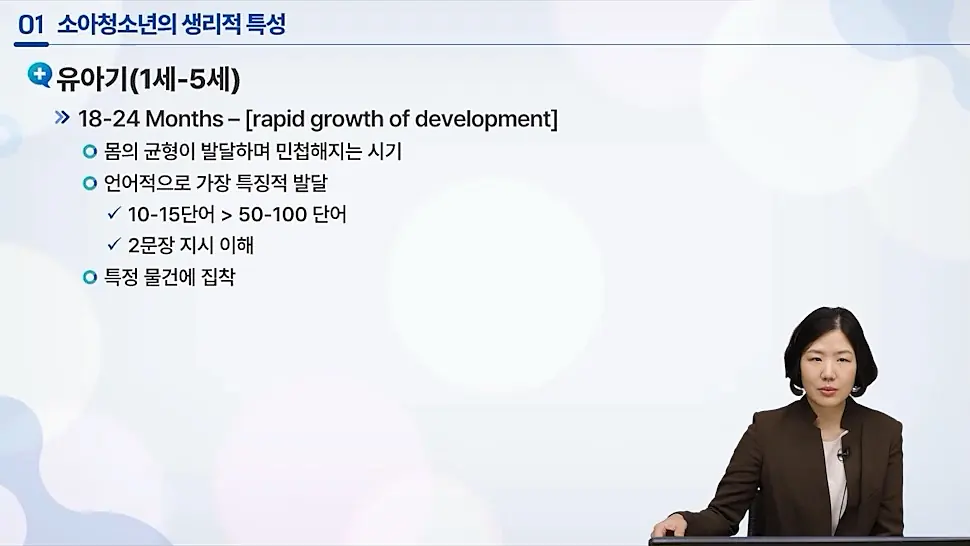 01 소아청소년의 생리적 특성
유아기(1세-5세)
18-24 Months – [rapid growth of development]
몸의 균형이 발달하며 민첩해지는 시기
언어적으로 가장 특징적 발달
10-15단어 > 50-100 단어
2문장 지시 이해
특정 물건에 집착